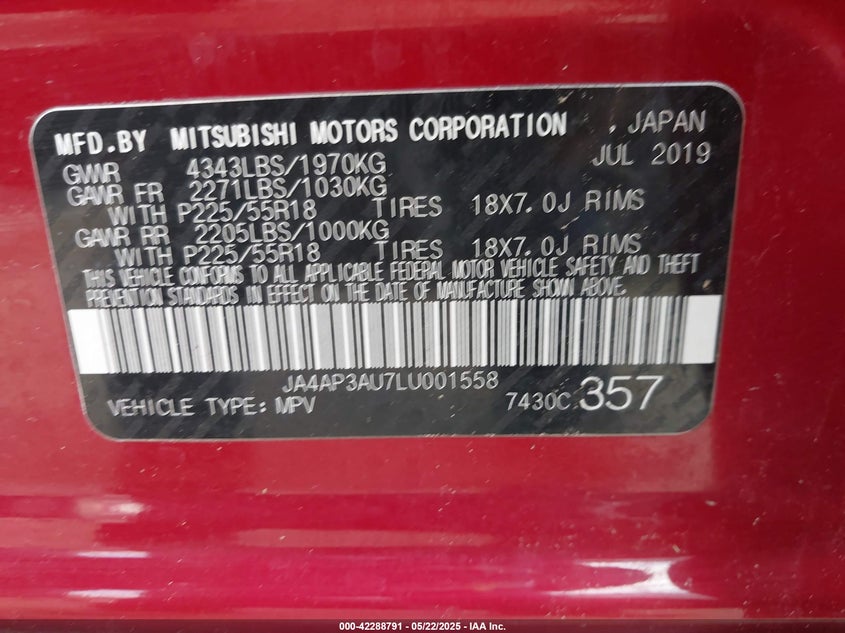 MFD.BY MITSUBISHI MOTORS CORPORATION , JAPAN
GVWR 4343LBS/1970KG JUL 2019
GAWR FR 2271LBS/1030KG
WITH P225/55R18 TIRES 18X7.0J RIMS
GAWR RR 2205LBS/1000KG
WITH P225/55R18 TIRES 18X7.0J RIMS
THIS VEHICLE CONFORMS TO ALL APPLICABLE FEDERAL MOTOR VEHICLE SAFETY AND THEFT
PREVENTION STANDARDS IN EFFECT ON THE DATE OF MANUFACTURE SHOWN ABOVE.
JA4AP3AU7LU001558
VEHICLE TYPE: MPV 7430C 357
000-42288791 - 05/22/2025 - IAA Inc.